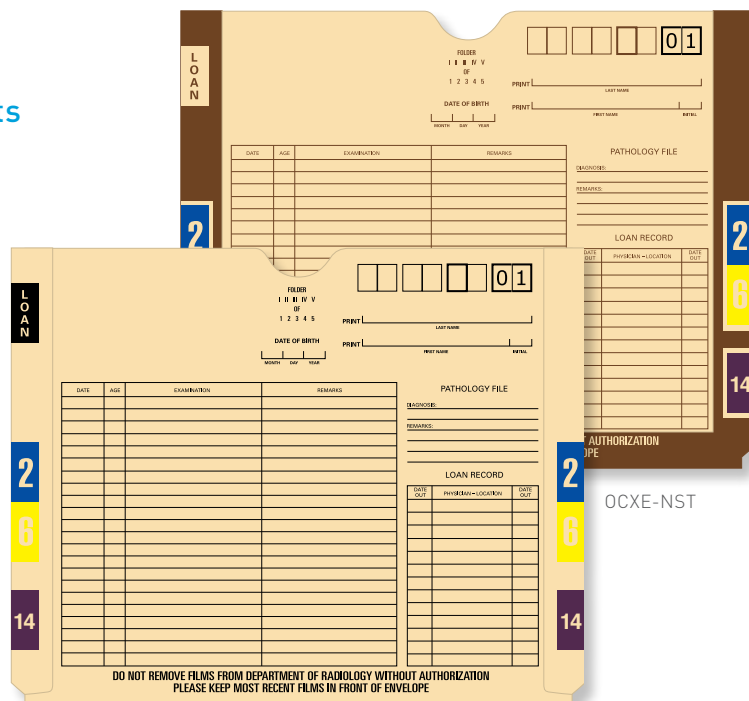 ES
LOAN
FOLDER
I II III IV V
OF
1 2 3 4 5
01
PRINT
LAST NAME
DATE OF BIRTH
PRINT
FIRST NAME INITIAL
MONTH DAY YEAR
DATE AGE EXAMINATION REMARKS
PATHOLOGY FILE
DIAGNOSIS:
REMARKS:
LOAN RECORD
DATE OUT PHYSICIAN – LOCATION DATE OUT
2
2
6
14
AUTHORIZATION
OPE
OCXE-NST
LOAN
FOLDER
I II III IV V
OF
1 2 3 4 5
01
PRINT
LAST NAME
DATE OF BIRTH
PRINT
FIRST NAME INITIAL
MONTH DAY YEAR
DATE AGE EXAMINATION REMARKS
PATHOLOGY FILE
DIAGNOSIS:
REMARKS:
LOAN RECORD
DATE OUT PHYSICIAN – LOCATION DATE OUT
2
6
14
2
6
14
DO NOT REMOVE FILMS FROM DEPARTMENT OF RADIOLOGY WITHOUT AUTHORIZATION
PLEASE KEEP MOST RECENT FILMS IN FRONT OF ENVELOPE